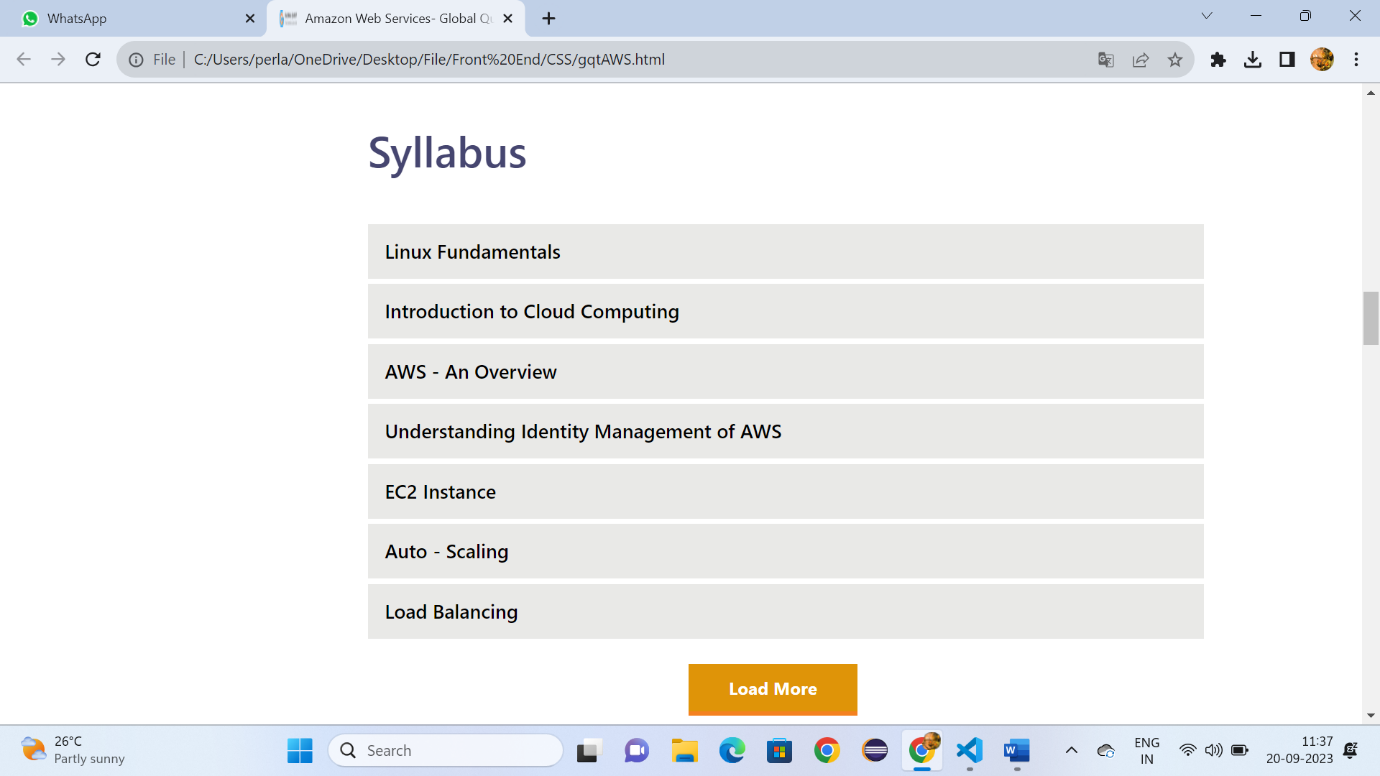 WhatsApp
Amazon Web Services- Global Qu
File
C:/Users/perla/OneDrive/Desktop/File/Front%20End/CSS/gqtAWS.html
Syllabus
Linux Fundamentals
Introduction to Cloud Computing
AWS - An Overview
Understanding Identity Management of AWS
EC2 Instance
Auto - Scaling
Load Balancing
Load More
26°C
Partly sunny
Search
ENG
IN
11:37
20-09-2023